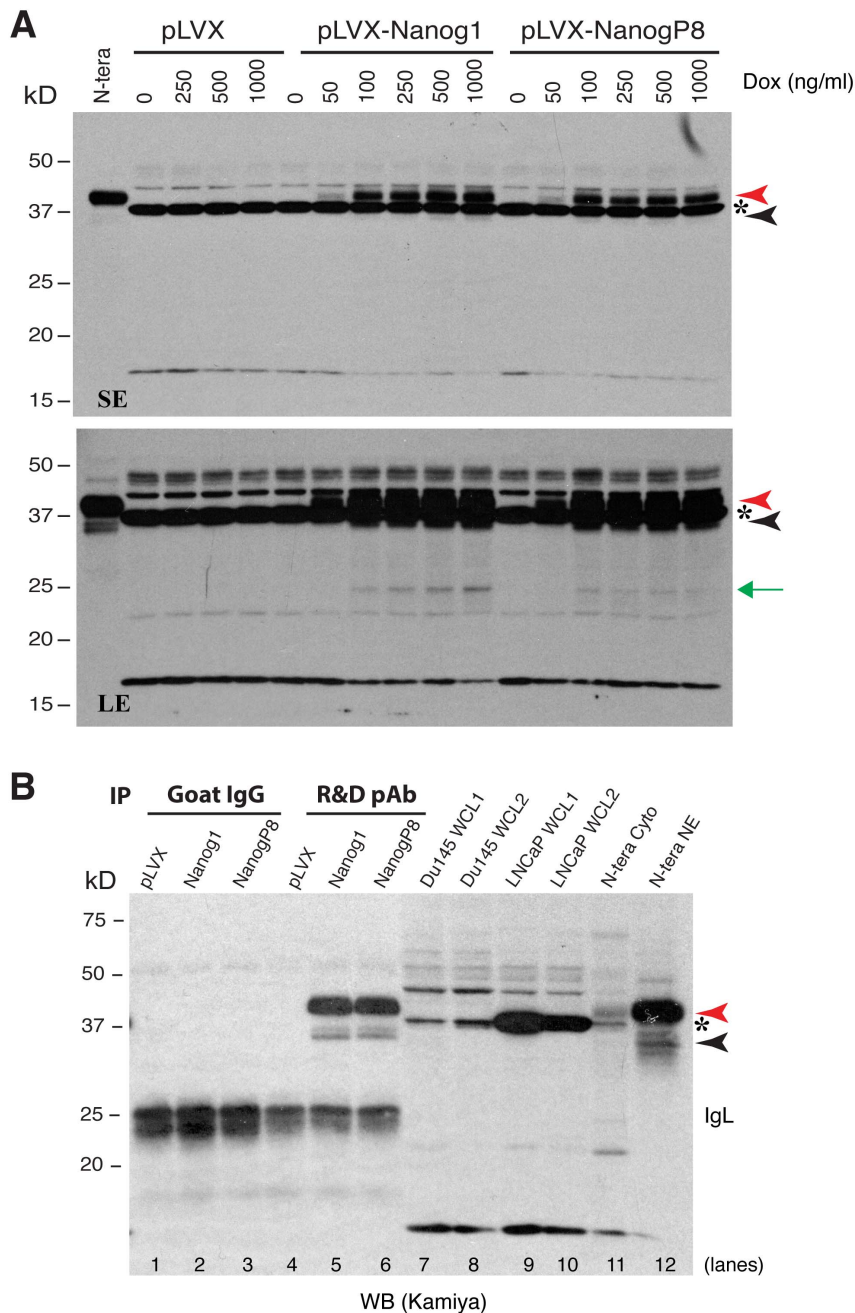 A
pLVX pLVX-Nanog1 pLVX-NanogP8
N-tera 0 250 500 1000 0 50 100 250 500 1000 0 50 100 250 500 1000 Dox (ng/ml)
kD
50
37 *
25
20
15
SE
50
37 *
25
20
15
LE
B
IP Goat IgG R&D pAb
pLVX Nanog1 NanogP8 pLVX Nanog1 NanogP8 Du145 WCL1 Du145 WCL2 LNCaP WCL1 LNCaP WCL2 N-tera Cyto N-tera NE
kD
75
50
37 *
25 IgL
20
1 2 3 4 5 6 7 8 9 10 11 12 (lanes)
WB (Kamiya)